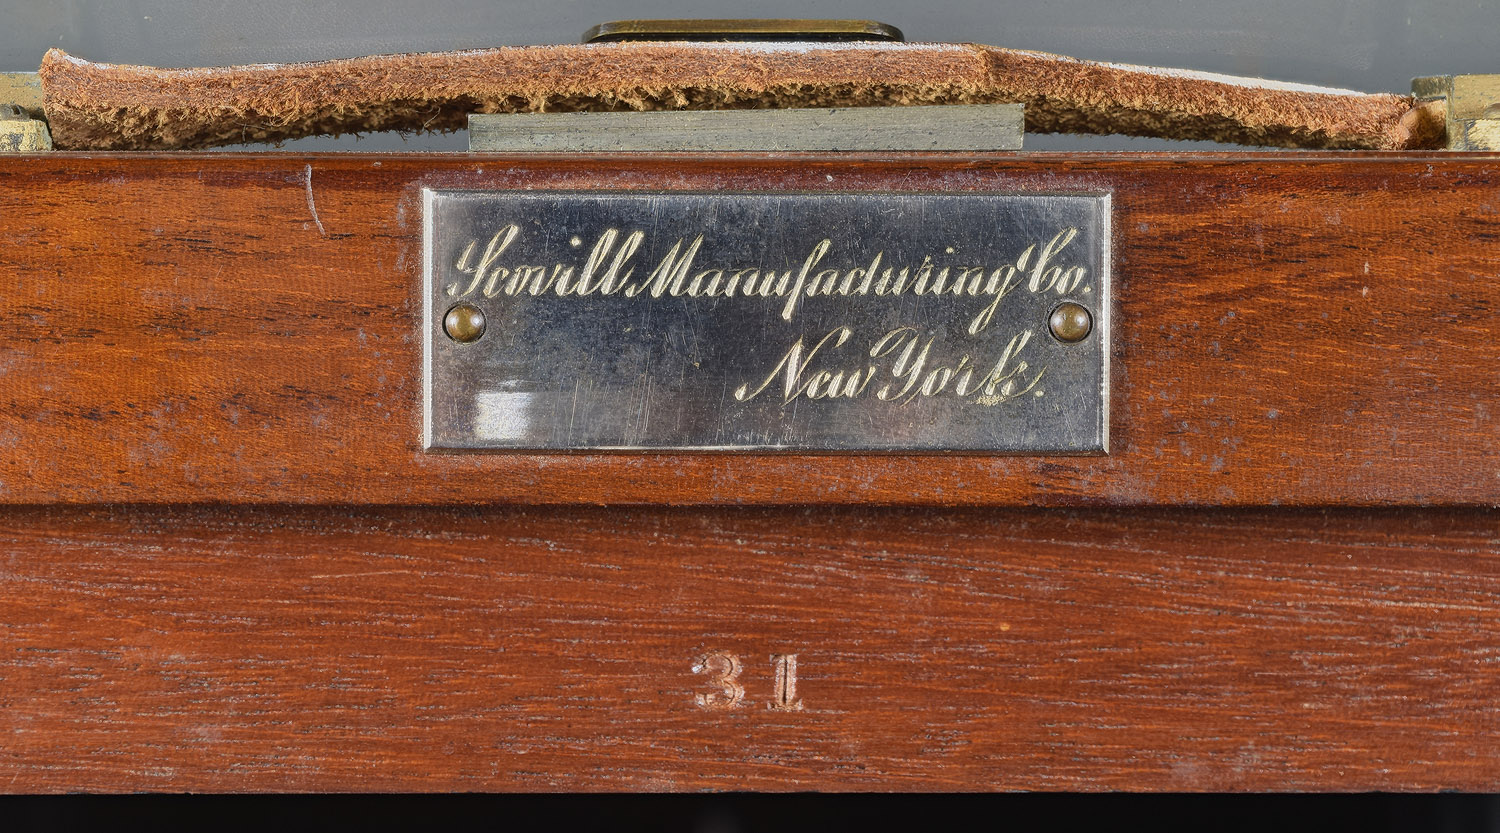 Scovill Manufacturing Co.
New York.
31